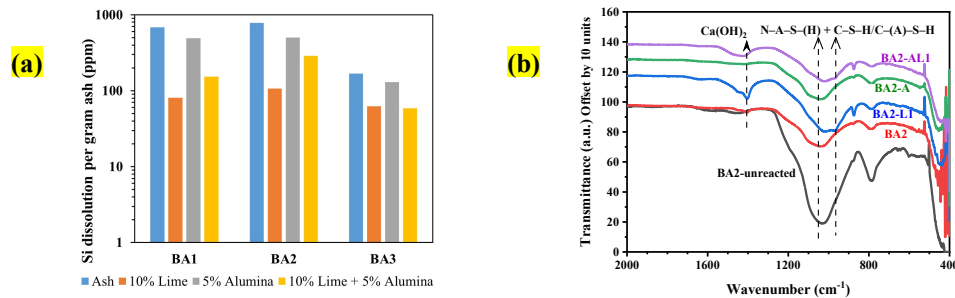 (a)
Si dissolution per gram ash (ppm)
1000
100
10
1
BA1 BA2 BA3
Ash 10% Lime 5% Alumina 10% Lime + 5% Alumina
(b)
Transmittance (a.u.) Offset by 10 units
160
140
120
100
80
60
40
20
0
Ca(OH)₂ N–A–S–(H) + C–S–H/C–(A)–S–H
BA2-AL1
BA2-A
BA2-L1
BA2
BA2-unreacted
2000 1600 1200 800 400
Wavenumber (cm⁻¹)